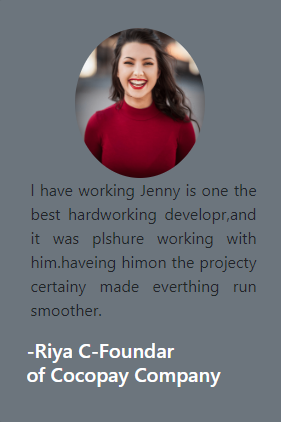 I have working Jenny is one the
best hardworking developr,and
it was plshure working with
him.haveing himon the projecty
certainy made everthing run
smoother.
-Riya C-Foundar
of Cocopay Company